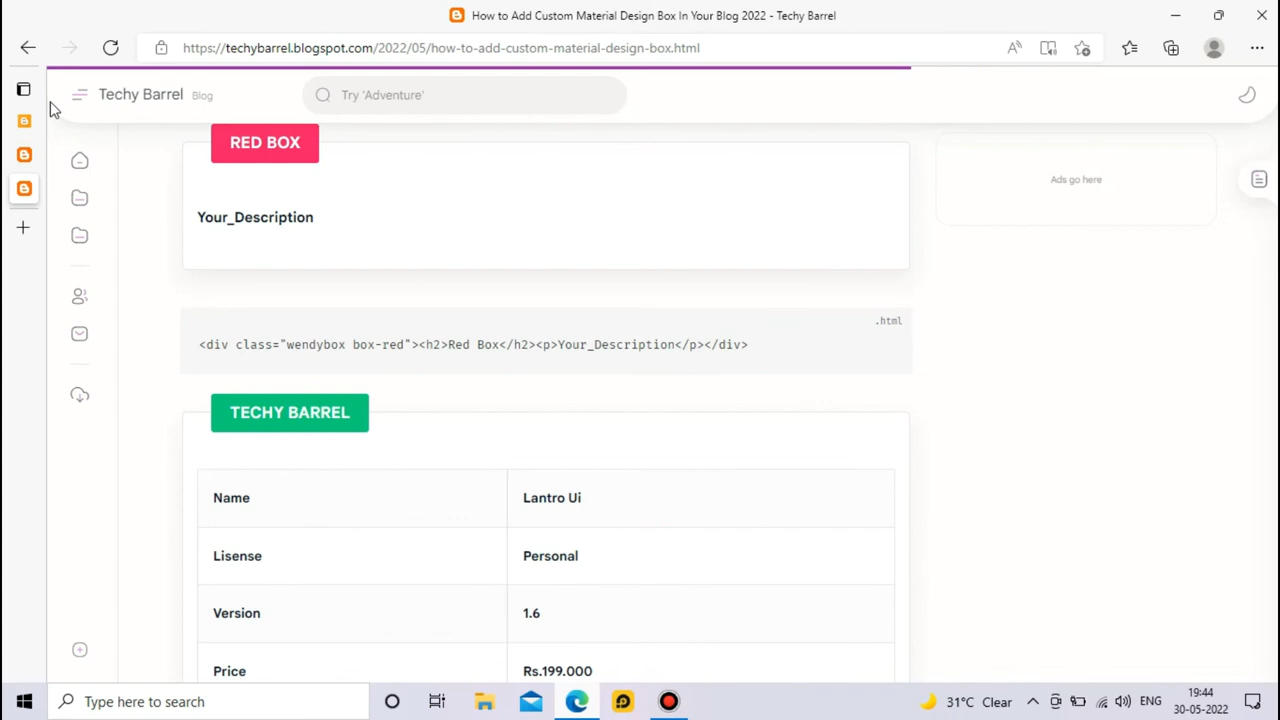 How to Add Custom Material Design Box In Your Blog 2022 - Techy Barrel
https://techybarrel.blogspot.com/2022/05/how-to-add-custom-material-design-box.html
Techy Barrel Blog
Try 'Adventure'
RED BOX
Ads go here
Your_Description
.html
<div class="wendybox box-red"><h2>Red Box</h2><p>Your_Description</p></div>
TECHY BARREL
Name Lantro Ui
Lisense Personal
Version 1.6
Price Rs.199.000
Type here to search
31°C Clear
ENG
19:44
30-05-2022